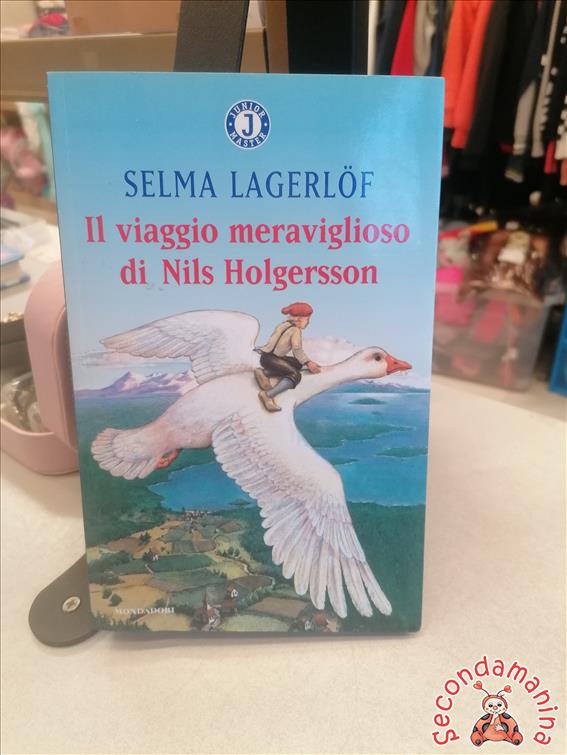 JUNIOR
J
MASTER
SELMA LAGERLÖF
Il viaggio meraviglioso
di Nils Holgersson
MONDADORI
Secondamanina